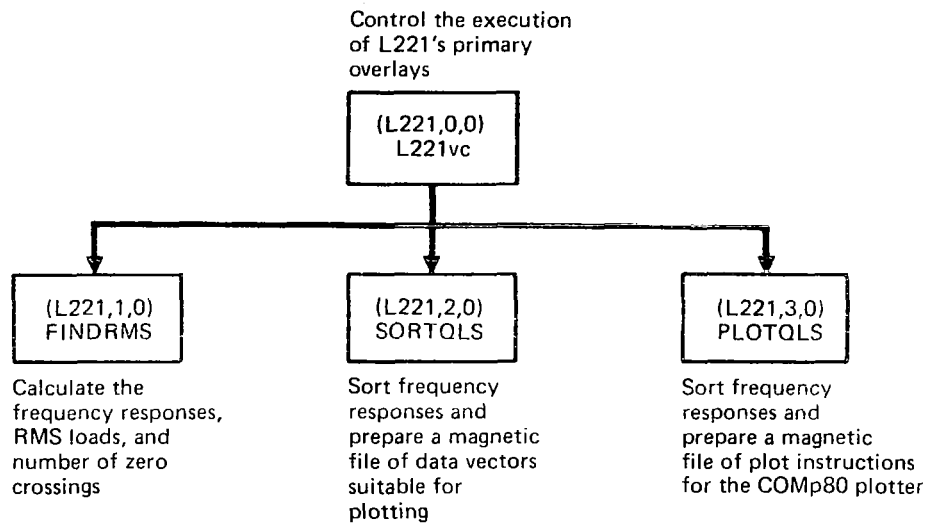 Control the execution
of L221's primary
overlays
(L221,0,0)
L221vc
(L221,1,0)
FINDRMS
(L221,2,0)
SORTQLS
(L221,3,0)
PLOTQLS
Calculate the
frequency responses,
RMS loads, and
number of zero
crossings
Sort frequency
responses and
prepare a magnetic
file of data vectors
suitable for
plotting
Sort frequency
responses and
prepare a magnetic
file of plot instructions
for the COMp80 plotter